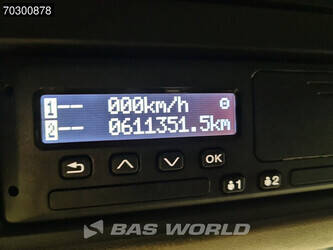 70300878
1-- 000km/h
2-- 0611351.5km
OK
1 2
BAS WORLD